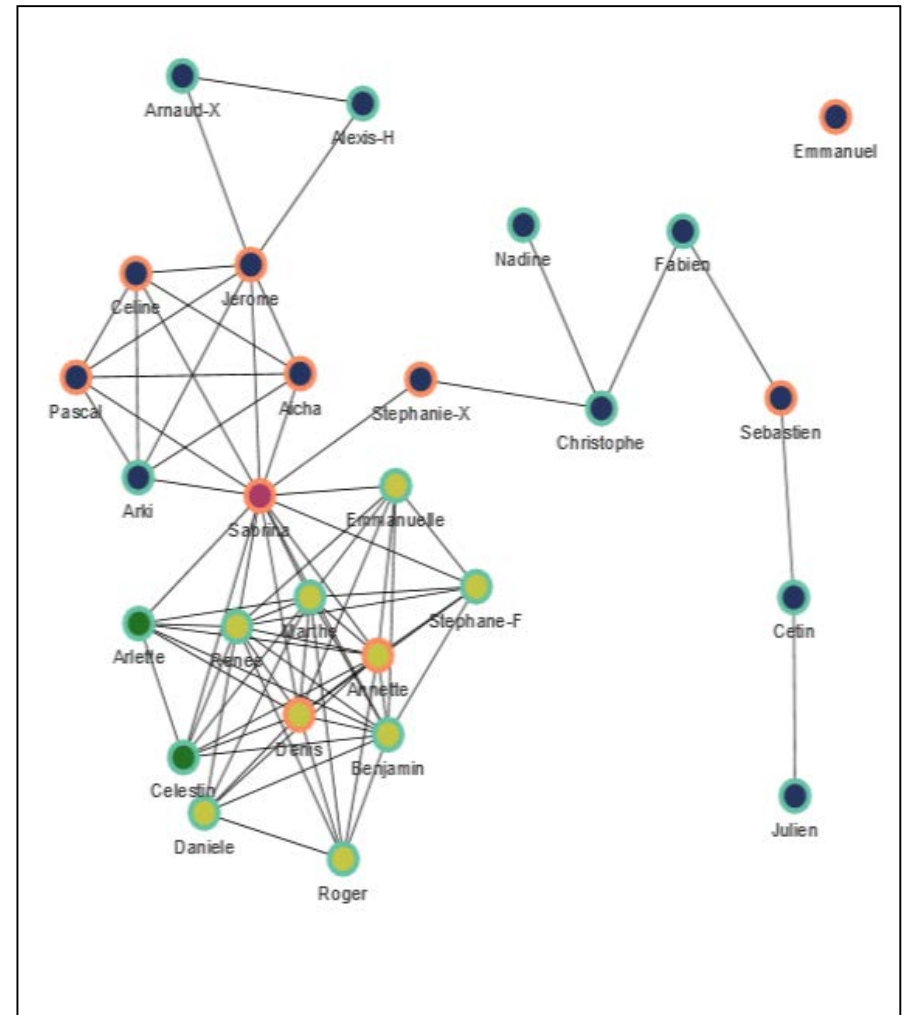 Arnaud-X
Alexis-H
Emmanuel
Nadine
Fabien
Celine
Jerome
Pascal
Aicha
Stephanie-X
Christophe
Sebastien
Arki
Sabrina
Emmanuelle
Stephane-F
Marthe
Cetin
Arlette
Renee
Annette
Denis
Benjamin
Celestin
Daniele
Julien
Roger